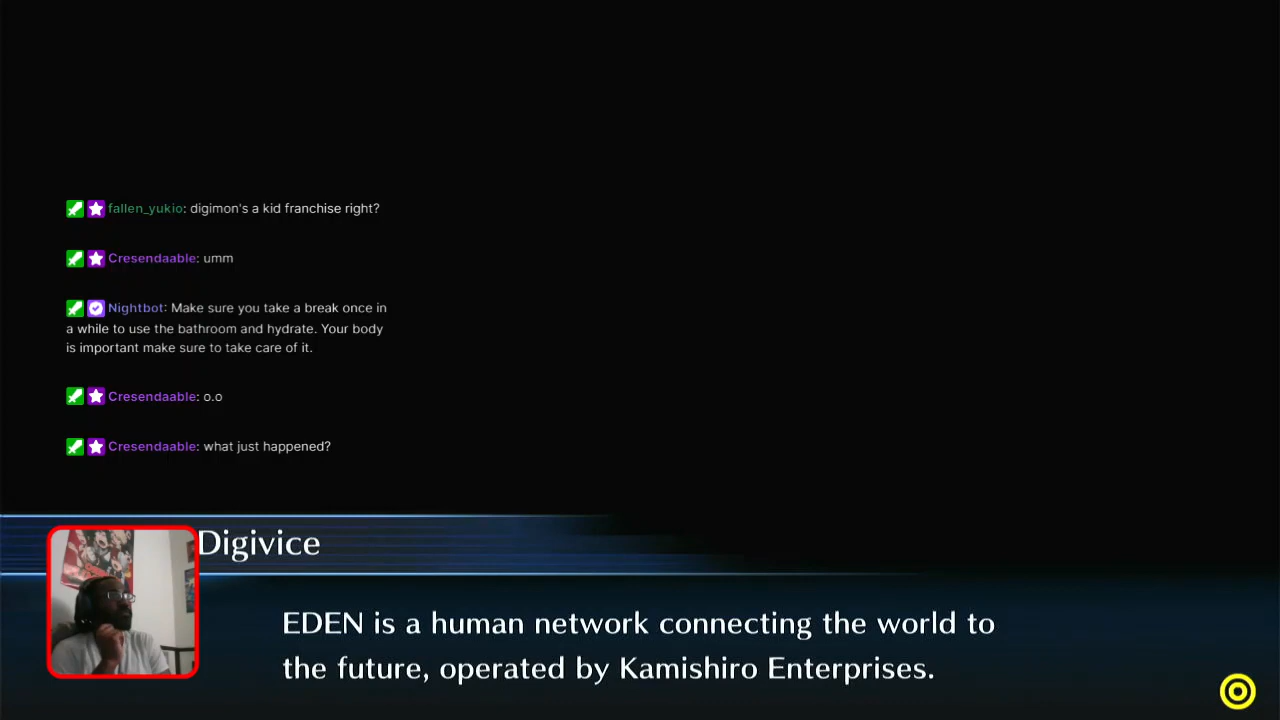 fallen_yukio: digimon's a kid franchise right?
Cresendaable: umm
Nightbot: Make sure you take a break once in
a while to use the bathroom and hydrate. Your body
is important make sure to take care of it.
Cresendaable: o.o
Cresendaable: what just happened?
Digivice
EDEN is a human network connecting the world to
the future, operated by Kamishiro Enterprises.